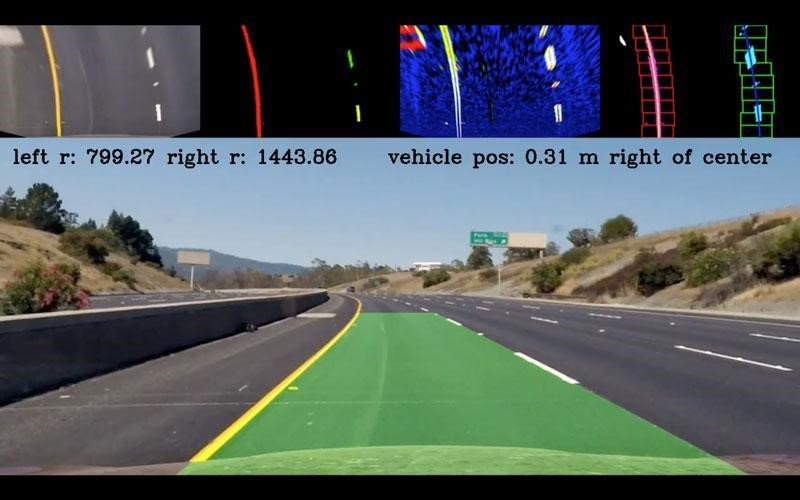 left r: 799.27 right r: 1443.86 vehicle pos: 0.31 m right of center